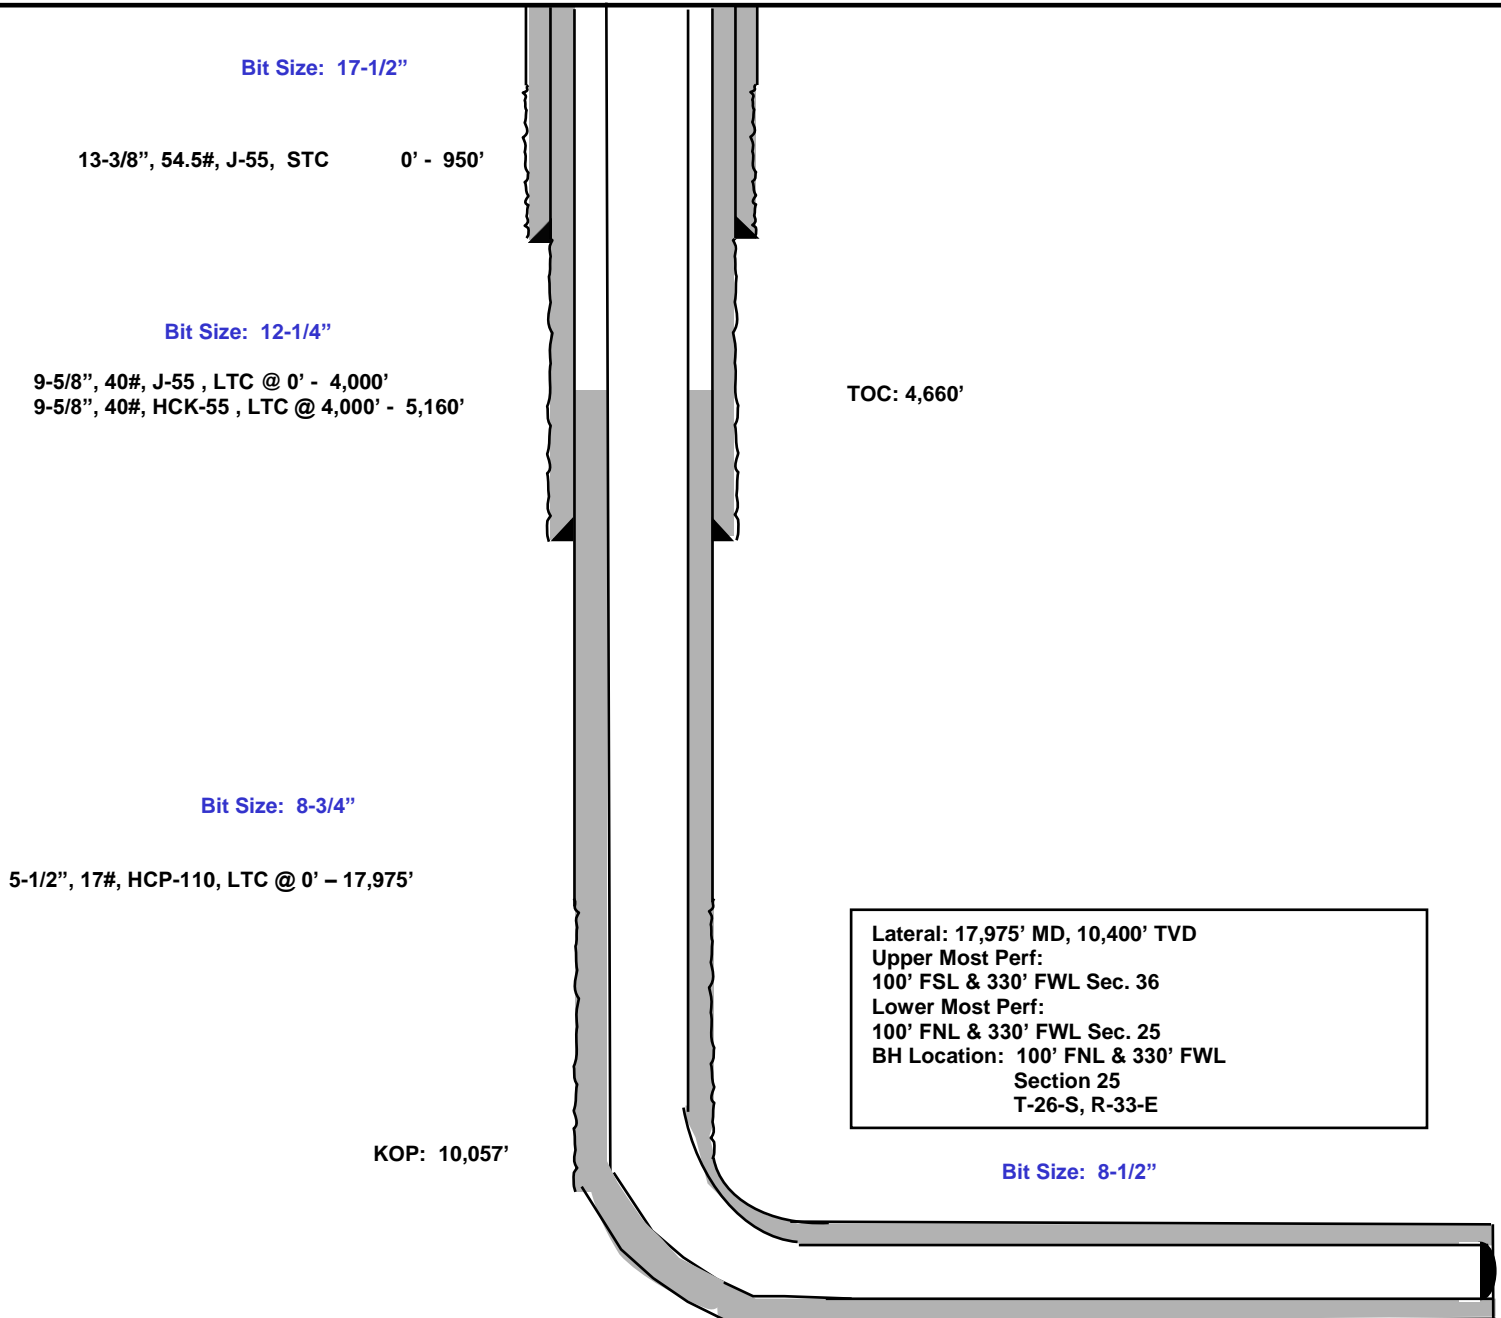 Bit Size: 17-1/2”
13-3/8”, 54.5#, J-55, STC 0’ - 950’
Bit Size: 12-1/4”
9-5/8”, 40#, J-55 , LTC @ 0’ - 4,000’
9-5/8”, 40#, HCK-55 , LTC @ 4,000’ - 5,160’
TOC: 4,660’
Bit Size: 8-3/4”
5-1/2”, 17#, HCP-110, LTC @ 0’ – 17,975’
Lateral: 17,975’ MD, 10,400’ TVD
Upper Most Perf:
100’ FSL & 330’ FWL Sec. 36
Lower Most Perf:
100’ FNL & 330’ FWL Sec. 25
BH Location: 100’ FNL & 330’ FWL
Section 25
T-26-S, R-33-E
KOP: 10,057’
Bit Size: 8-1/2”